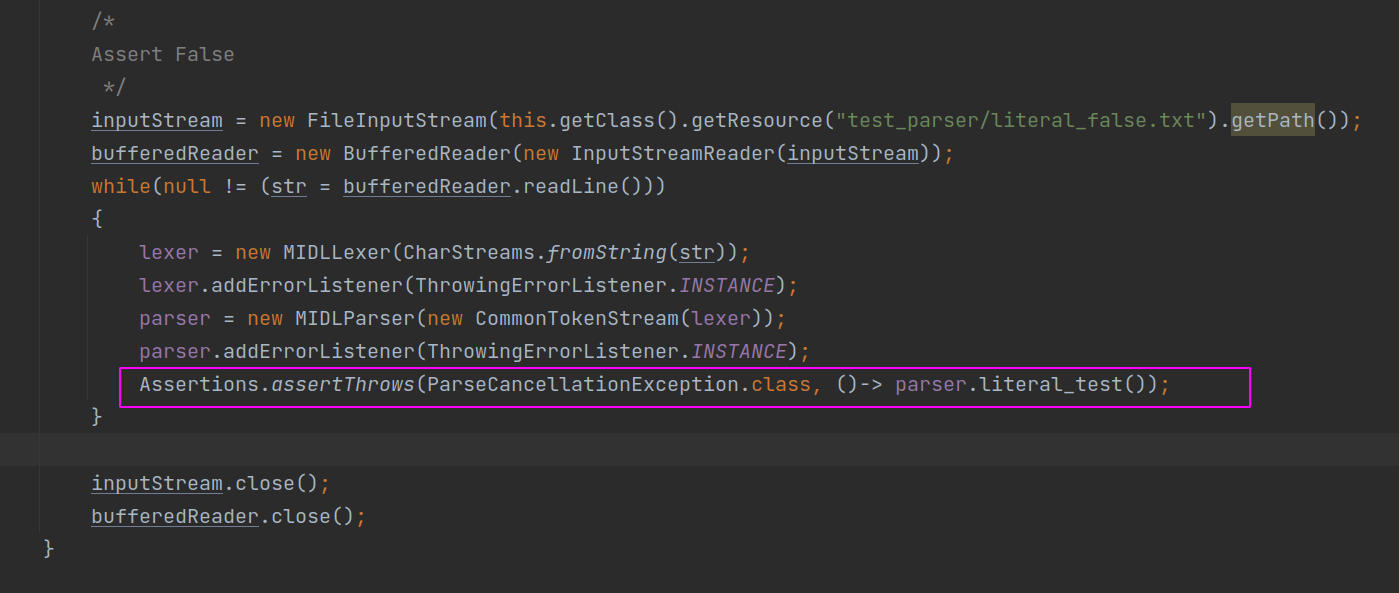 /*
Assert False
*/
inputStream = new FileInputStream(this.getClass().getResource("test_parser/literal_false.txt").getPath());
bufferedReader = new BufferedReader(new InputStreamReader(inputStream));
while(null != (str = bufferedReader.readLine()))
{
lexer = new MIDLLexer(CharStreams.fromString(str));
lexer.addErrorListener(ThrowingErrorListener.INSTANCE);
parser = new MIDLParser(new CommonTokenStream(lexer));
parser.addErrorListener(ThrowingErrorListener.INSTANCE);
Assertions.assertThrows(ParseCancellationException.class, ()-> parser.literal_test());
}
inputStream.close();
bufferedReader.close();
}